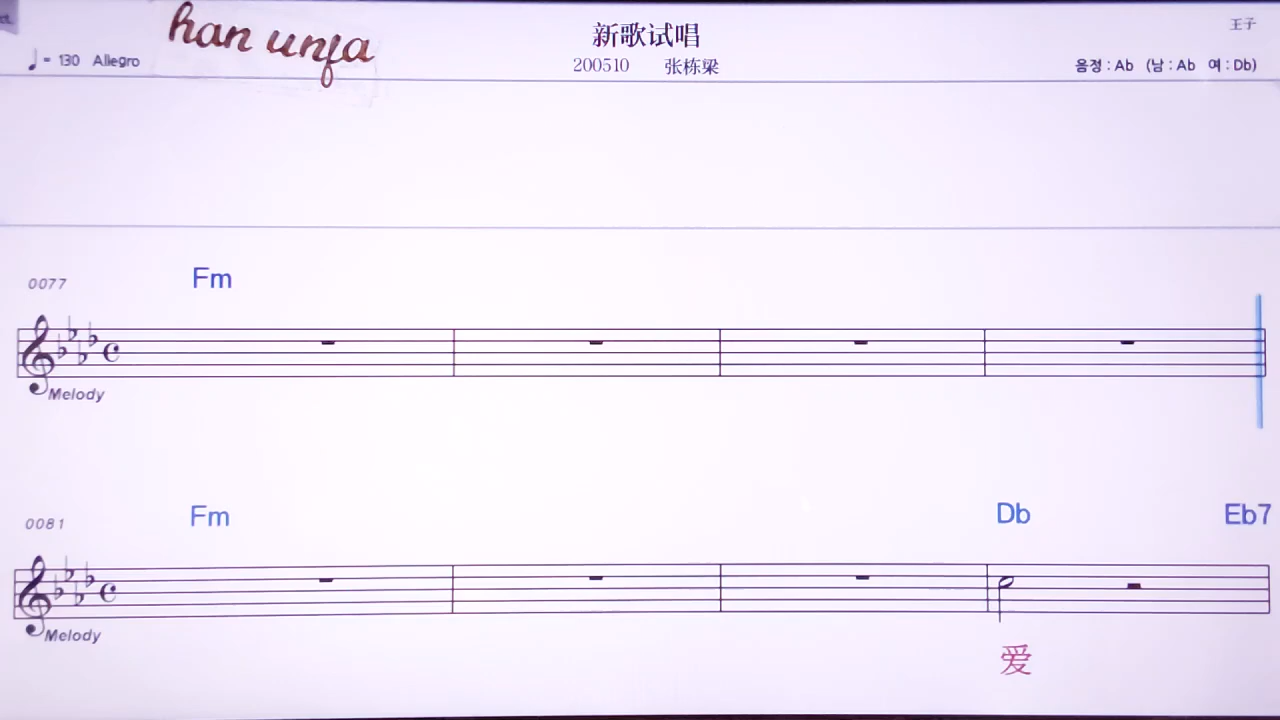 han unfa
新歌试唱
王子
♩= 130 Allegro
200510 张栋梁
음정 : Ab (남 : Ab 여 : Db)
0077
Fm
Melody
0081
Fm Db Eb7
Melody
爱